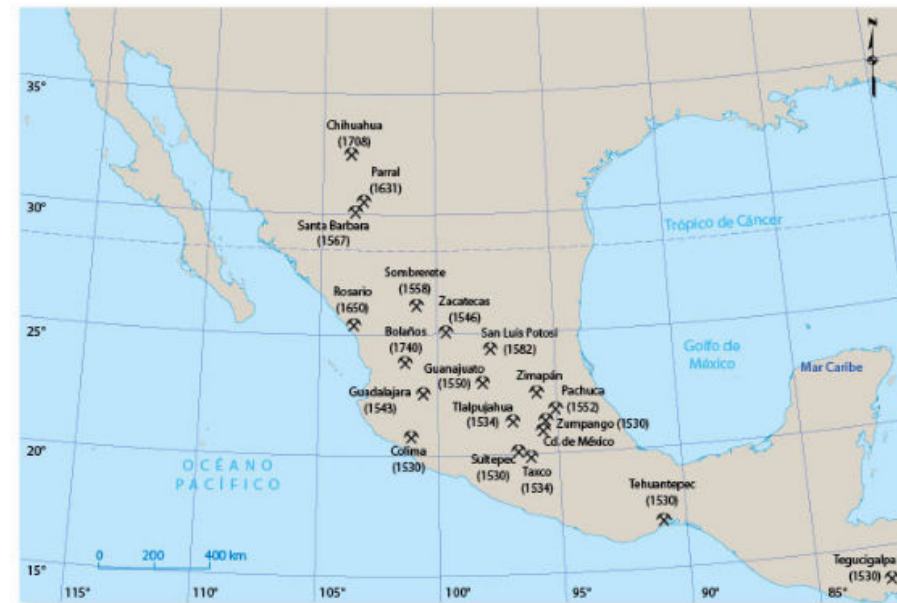 N
35°
Chihuahua
(1708)
Parral
(1631)
30°
Santa Barbara
(1567)
Trópico de Cáncer
Sombrerete
(1558)
Rosario
(1650)
Zacatecas
(1546)
25°
Bolaños
(1740)
San Luis Potosí
(1582)
Golfo de
México
Mar Caribe
Guanajuato
(1550)
Zimapán
Guadalajara
(1543)
Pachuca
(1552)
Tlalpujahua
(1534)
Zumpango (1530)
Cd. de México
20°
Colima
(1530)
OCÉANO
PACÍFICO
Sultepec
(1530)
Taxco
(1534)
Tehuantepec
(1530)
0 200 400 km
15°
Tegucigalpa
(1530)
115° 110° 105° 100° 95° 90° 85°